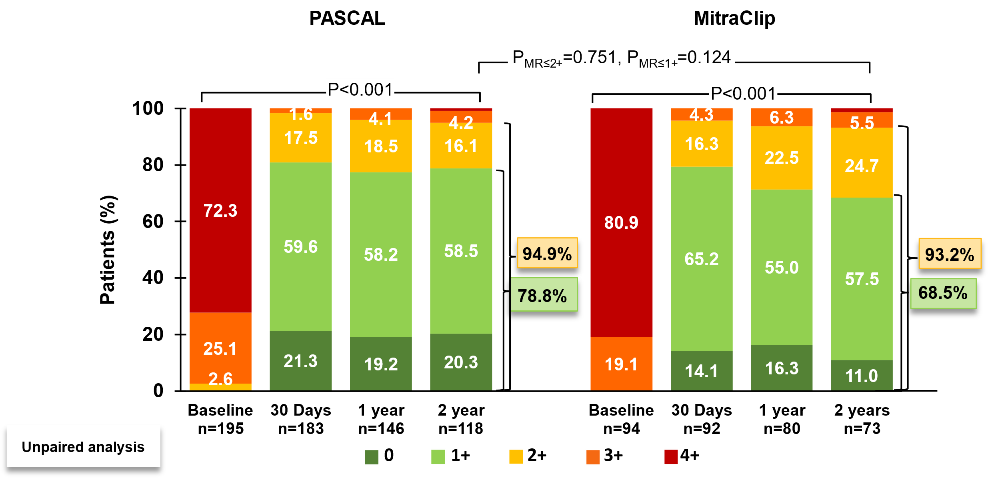 PASCAL
MitraClip
PMR≤2+=0.751, PMR≤1+=0.124
P<0.001
P<0.001
Patients (%)
100
80
60
40
20
0
72.3
25.1
2.6
1.6
17.5
59.6
21.3
4.1
18.5
58.2
19.2
4.2
16.1
58.5
20.3
94.9%
78.8%
80.9
19.1
4.3
16.3
65.2
14.1
6.3
22.5
55.0
16.3
5.5
24.7
57.5
11.0
93.2%
68.5%
Baseline
n=195
30 Days
n=183
1 year
n=146
2 year
n=118
Baseline
n=94
30 Days
n=92
1 year
n=80
2 years
n=73
Unpaired analysis
0
1+
2+
3+
4+